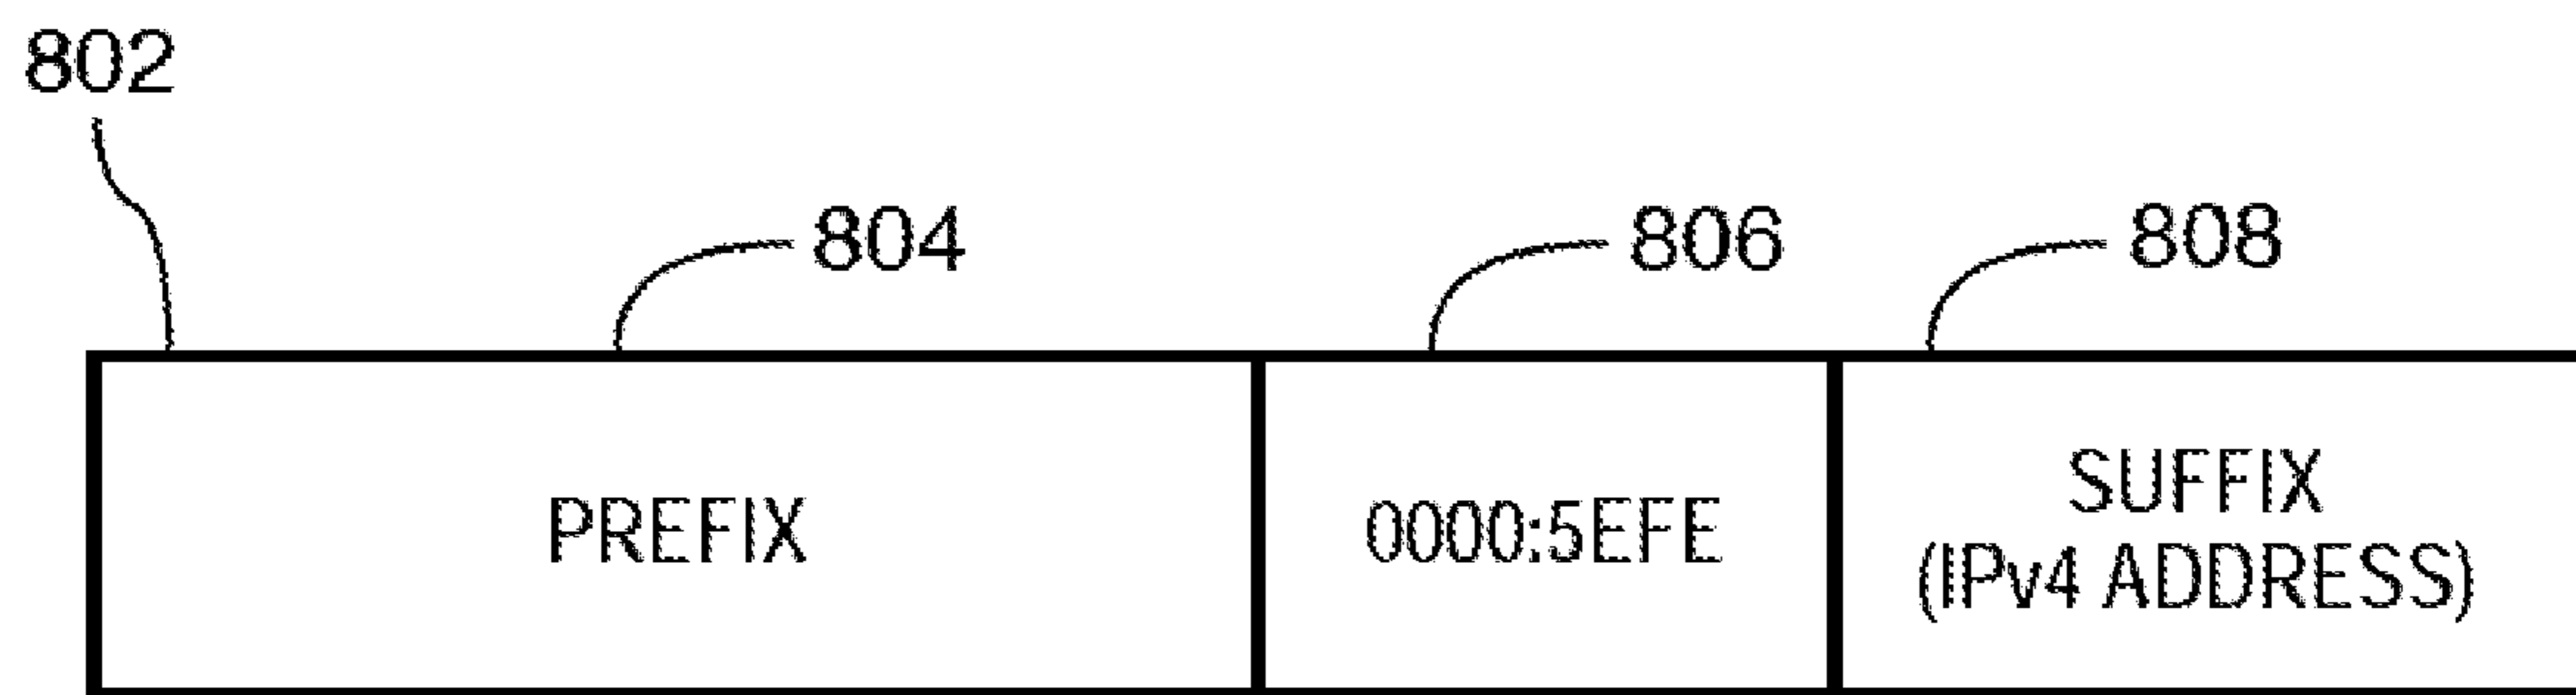 802
804
806
808
PREFIX
0000:5EFE
SUFFIX
(IPv4 ADDRESS)